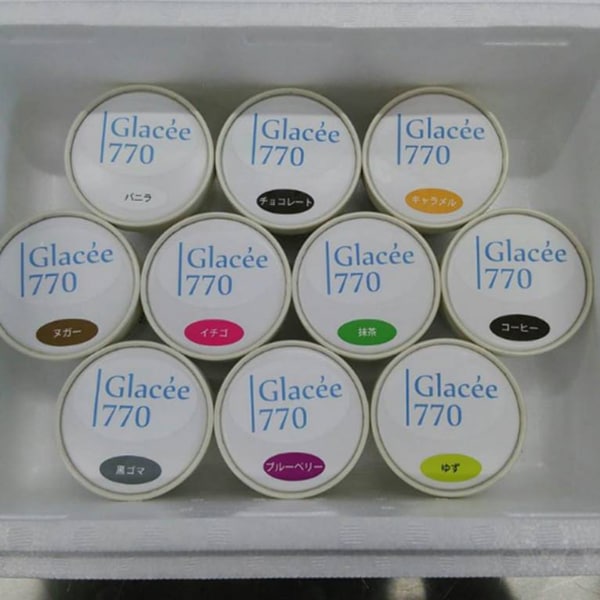 Glacée
770
バニラ
Glacée
770
チョコレート
Glacée
770
キャラメル
Glacée
770
ヌガー
Glacée
770
イチゴ
Glacée
770
抹茶
Glacée
770
コーヒー
Glacée
770
黒ゴマ
Glacée
770
ブルーベリー
Glacée
770
ゆず